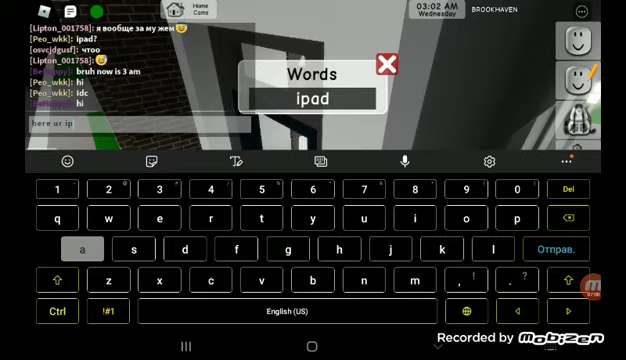 Home
Cams
03:02 AM
Wednesday
BROOKHAVEN
[Lipton_001758]: я вообще за му жем
[Peo_wkk]: ipad?
[osvcjdgusf]: чтоо
[Lipton_001758]:
bruh now is 3 am
[Peo_wkk]: hi
[Peo_wkk]: Idc
hi
here ur ip
Words
ipad
1 2 3 4 5 6 7 8 9 0 Del
q w e r t y u i o p
a s d f g h j k l Отправ.
z x c v b n m , ! . ?
Ctrl !#1 English (US)
Recorded by Mobizen